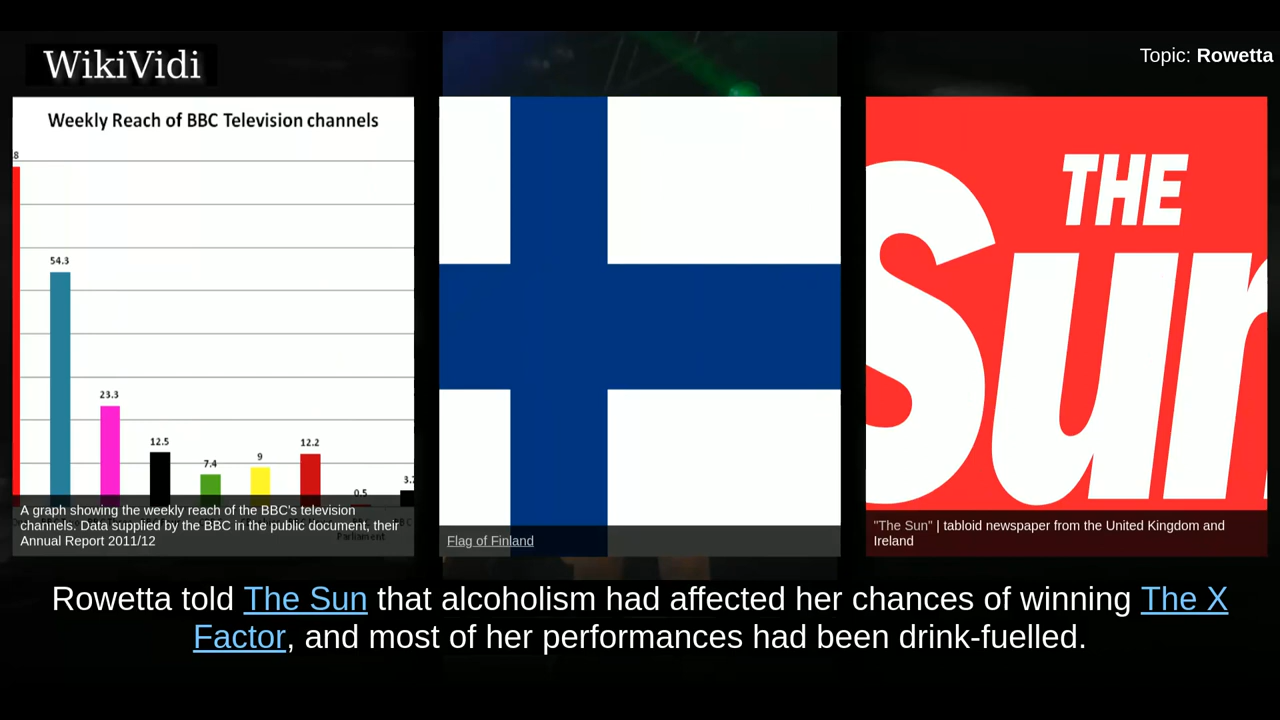 WikiVidi
Topic: Rowetta
Weekly Reach of BBC Television channels
8
54.3
23.3
12.5
7.4
9
12.2
0.5
3.7
Parliament
A graph showing the weekly reach of the BBC's television
channels. Data supplied by the BBC in the public document, their
Annual Report 2011/12
Flag of Finland
THE
Sun
"The Sun" | tabloid newspaper from the United Kingdom and
Ireland
Rowetta told The Sun that alcoholism had affected her chances of winning The X
Factor, and most of her performances had been drink-fuelled.